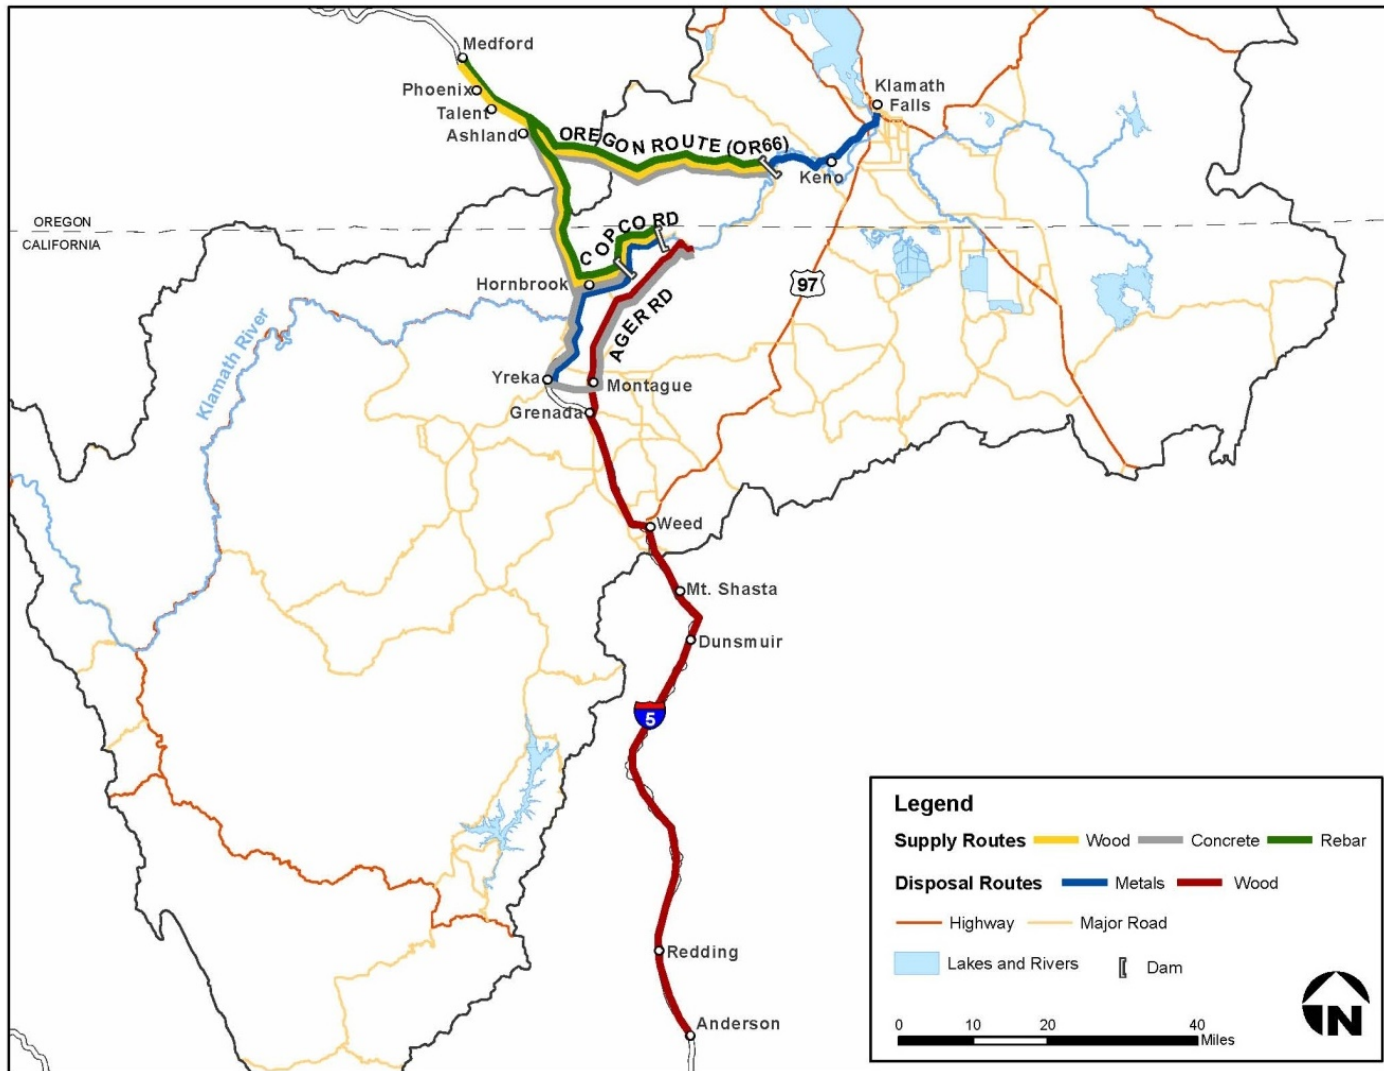 Medford
Phoenix
Talent
Ashland
Klamath
Falls
OREGON ROUTE (OR66)
Keno
OREGON
CALIFORNIA
COPCO RD
Hornbrook
97
AGER RD
Klamath River
Yreka
Montague
Grenada
Weed
Mt. Shasta
Dunsmuir
5
Redding
Anderson
Legend
Supply Routes Wood Concrete Rebar
Disposal Routes Metals Wood
Highway Major Road
Lakes and Rivers Dam
N
0 10 20 40
Miles